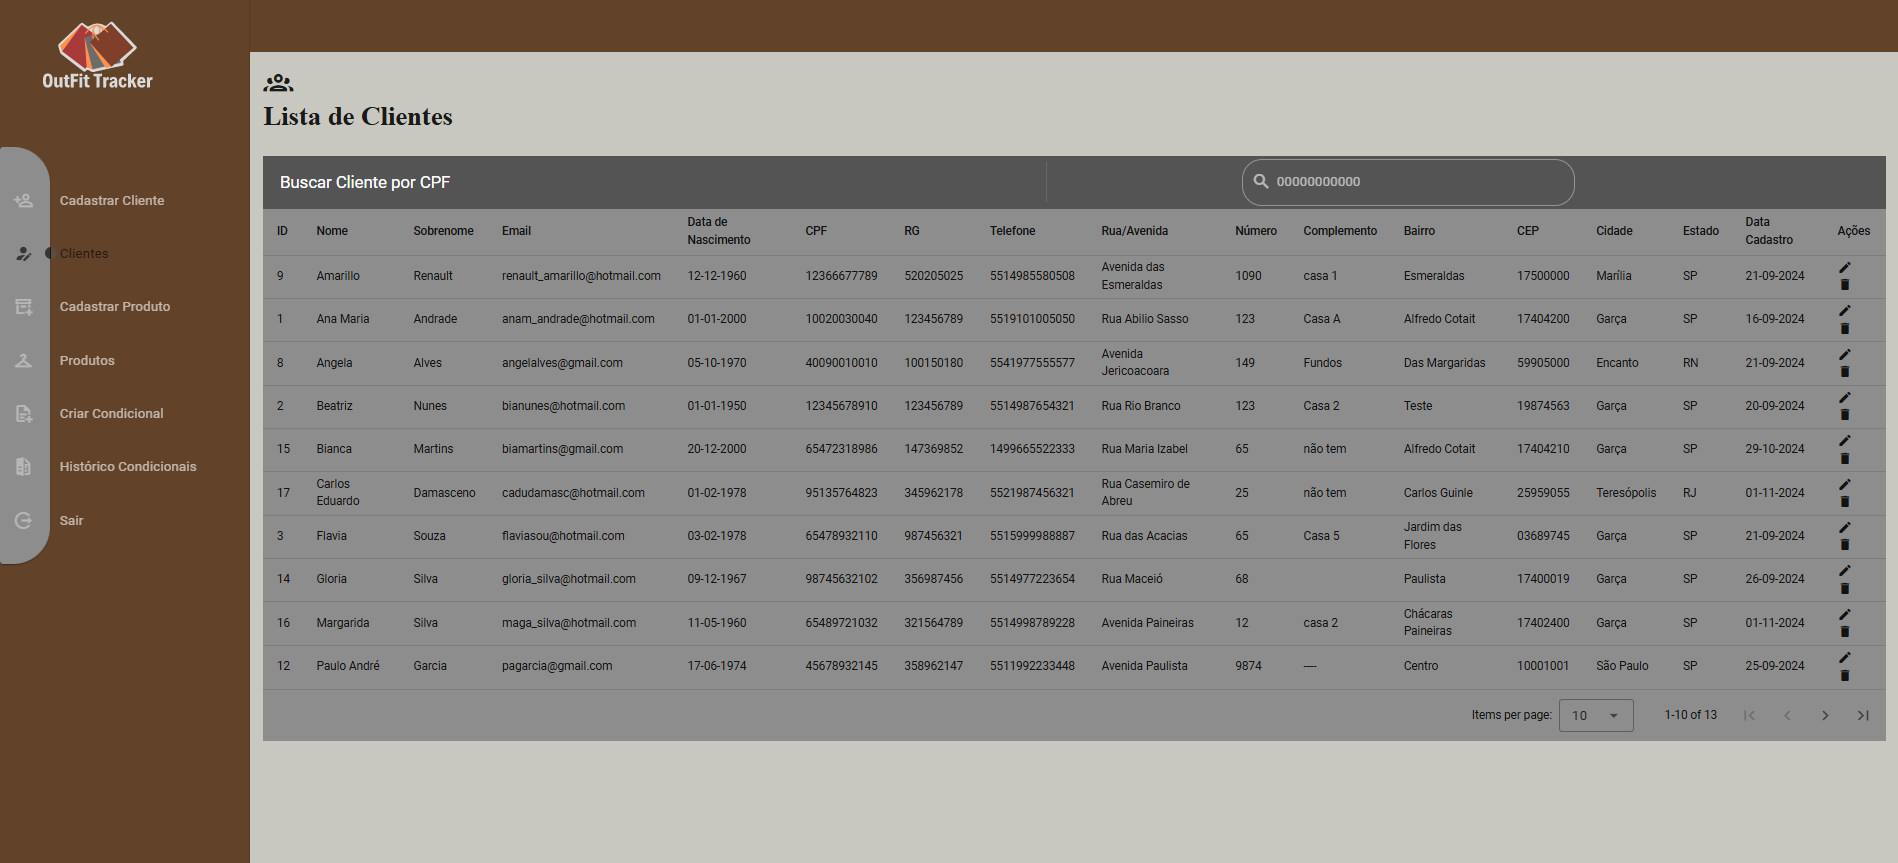 OutFit Tracker
Cadastrar Cliente
Clientes
Cadastrar Produto
Produtos
Criar Condicional
Histórico Condicionais
Sair
Lista de Clientes
Buscar Cliente por CPF 00000000000
ID Nome Sobrenome Email Data de Nascimento CPF RG Telefone Rua/Avenida Número Complemento Bairro CEP Cidade Estado Data Cadastro Ações
9 Amarillo Renault renault_amarillo@hotmail.com 12-12-1960 12366677789 520205025 5514985580508 Avenida das Esmeraldas 1090 casa 1 Esmeraldas 17500000 Marília SP 21-09-2024
1 Ana Maria Andrade anam_andrade@hotmail.com 01-01-2000 10020030040 123456789 5519101005050 Rua Abilio Sasso 123 Casa A Alfredo Cotait 17404200 Garça SP 16-09-2024
8 Angela Alves angelalves@gmail.com 05-10-1970 40090010010 100150180 5541977555577 Avenida Jericoacoara 149 Fundos Das Margaridas 59905000 Encanto RN 21-09-2024
2 Beatriz Nunes bianunes@hotmail.com 01-01-1950 12345678910 123456789 5514987654321 Rua Rio Branco 123 Casa 2 Teste 19874563 Garça SP 20-09-2024
15 Bianca Martins biamartins@gmail.com 20-12-2000 65472318986 147369852 1499665522333 Rua Maria Izabel 65 não tem Alfredo Cotait 17404210 Garça SP 29-10-2024
17 Carlos Eduardo Damasceno cadudamasc@hotmail.com 01-02-1978 95135764823 345962178 5521987456321 Rua Casemiro de Abreu 25 não tem Carlos Guinle 25959055 Teresópolis RJ 01-11-2024
3 Flavia Souza flaviasou@hotmail.com 03-02-1978 65478932110 987456321 5515999988887 Rua das Acacias 65 Casa 5 Jardim das Flores 03689745 Garça SP 21-09-2024
14 Gloria Silva gloria_silva@hotmail.com 09-12-1967 98745632102 356987456 5514977223654 Rua Maceió 68 Paulista 17400019 Garça SP 26-09-2024
16 Margarida Silva maga_silva@hotmail.com 11-05-1960 65489721032 321564789 5514998789228 Avenida Paineiras 12 casa 2 Chácaras Paineiras 17402400 Garça SP 01-11-2024
12 Paulo André Garcia pagarcia@gmail.com 17-06-1974 45678932145 358962147 5511992233448 Avenida Paulista 9874 ---- Centro 10001001 São Paulo SP 25-09-2024
Items per page: 10 1-10 of 13